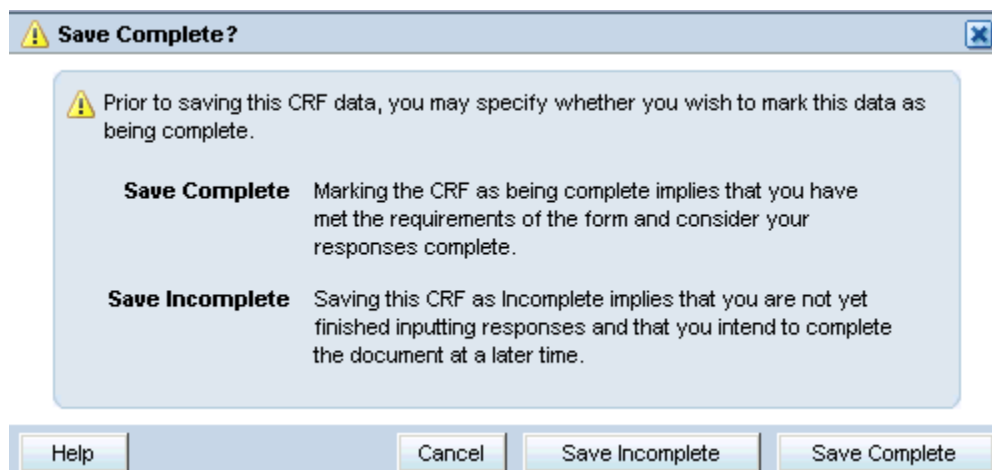 Save Complete?
Prior to saving this CRF data, you may specify whether you wish to mark this data as
being complete.
Save Complete Marking the CRF as being complete implies that you have
met the requirements of the form and consider your
responses complete.
Save Incomplete Saving this CRF as Incomplete implies that you are not yet
finished inputting responses and that you intend to complete
the document at a later time.
Help Cancel Save Incomplete Save Complete